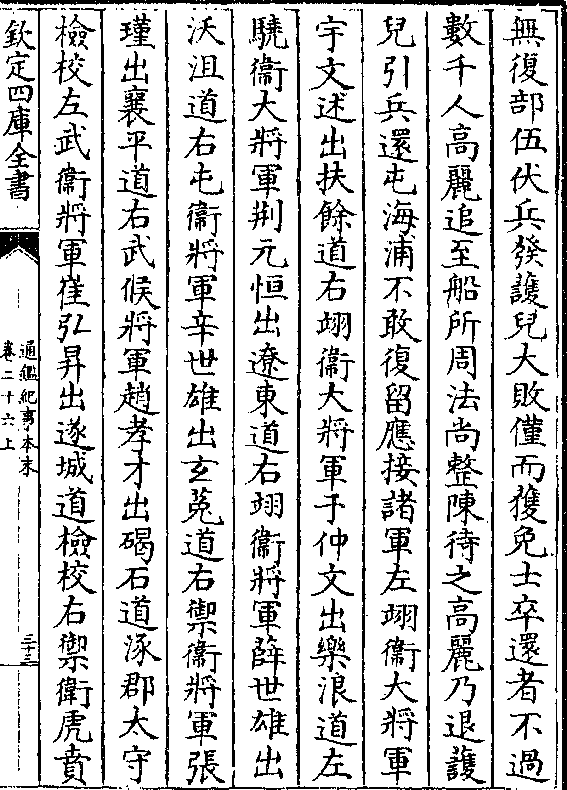 無復部伍伏兵發護兒大敗僅而獲免士卒還者不過
數千人高麗追至船所周法尚整陳待之高麗乃退護
兒引兵還屯海浦不敢復留應接諸軍左翊衞大將軍
宇文述出扶餘道右翊衞大將軍于仲文出樂浪道左
驍衞大將軍荆元恒出遼東道右翊衞將軍薛世雄出
沃沮道右屯衞將軍辛世雄出玄菟道右禦衞將軍張
瑾出襄平道右武候將軍趙孝才出碣石道涿郡太守
檢校左武衞將軍崔弘昇出遂城道檢校右禦衛虎賁
欽定四庫全書
通鑑紀事本末
卷二十六上
三十三